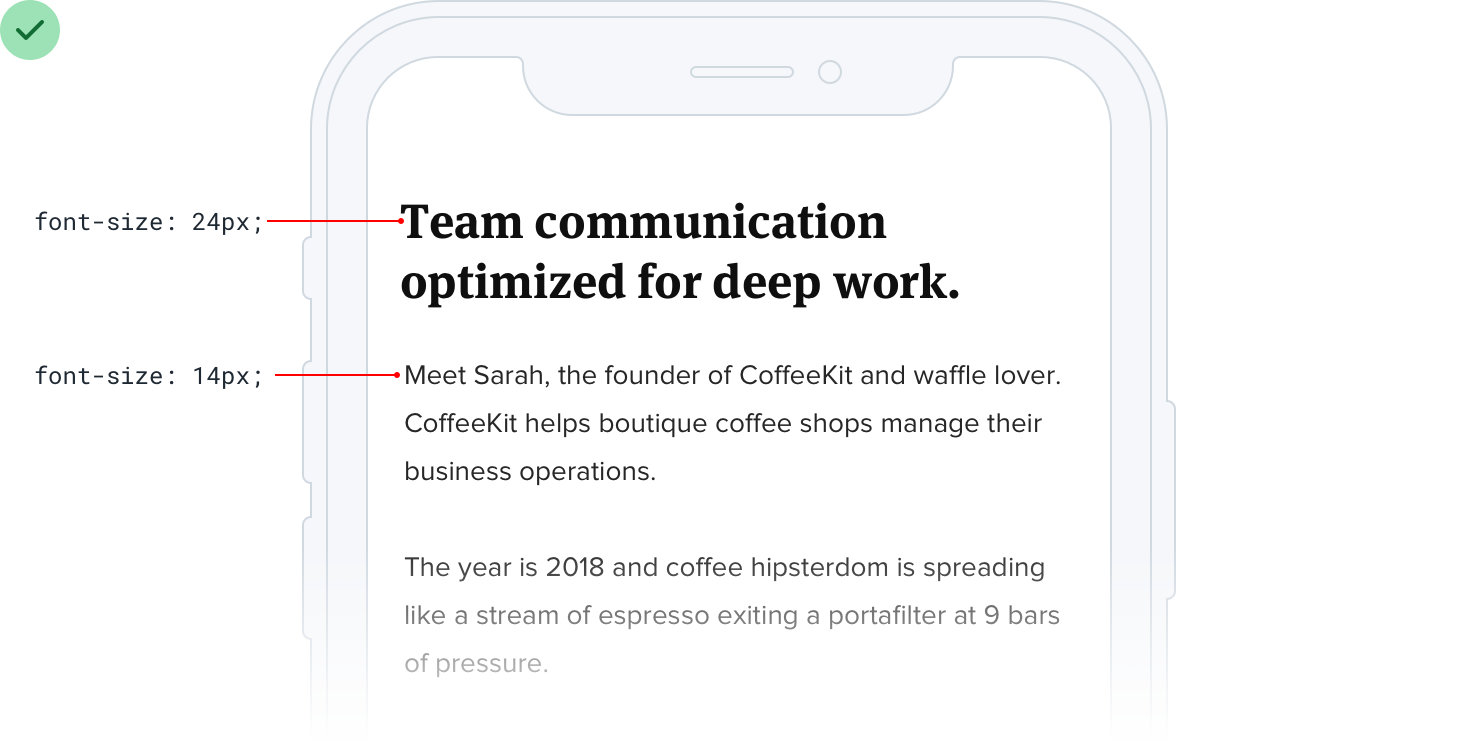 font-size: 24px;
Team communication
optimized for deep work.
font-size: 14px;
Meet Sarah, the founder of CoffeeKit and waffle lover.
CoffeeKit helps boutique coffee shops manage their
business operations.
The year is 2018 and coffee hipsterdom is spreading
like a stream of espresso exiting a portafilter at 9 bars
of pressure.